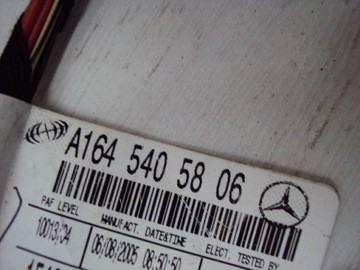 A164 540 58 06
PAF LEVEL MANUFACT. DATE&TIME ELECT. TESTED BY
10013/04 06/08/2005 08:50:50